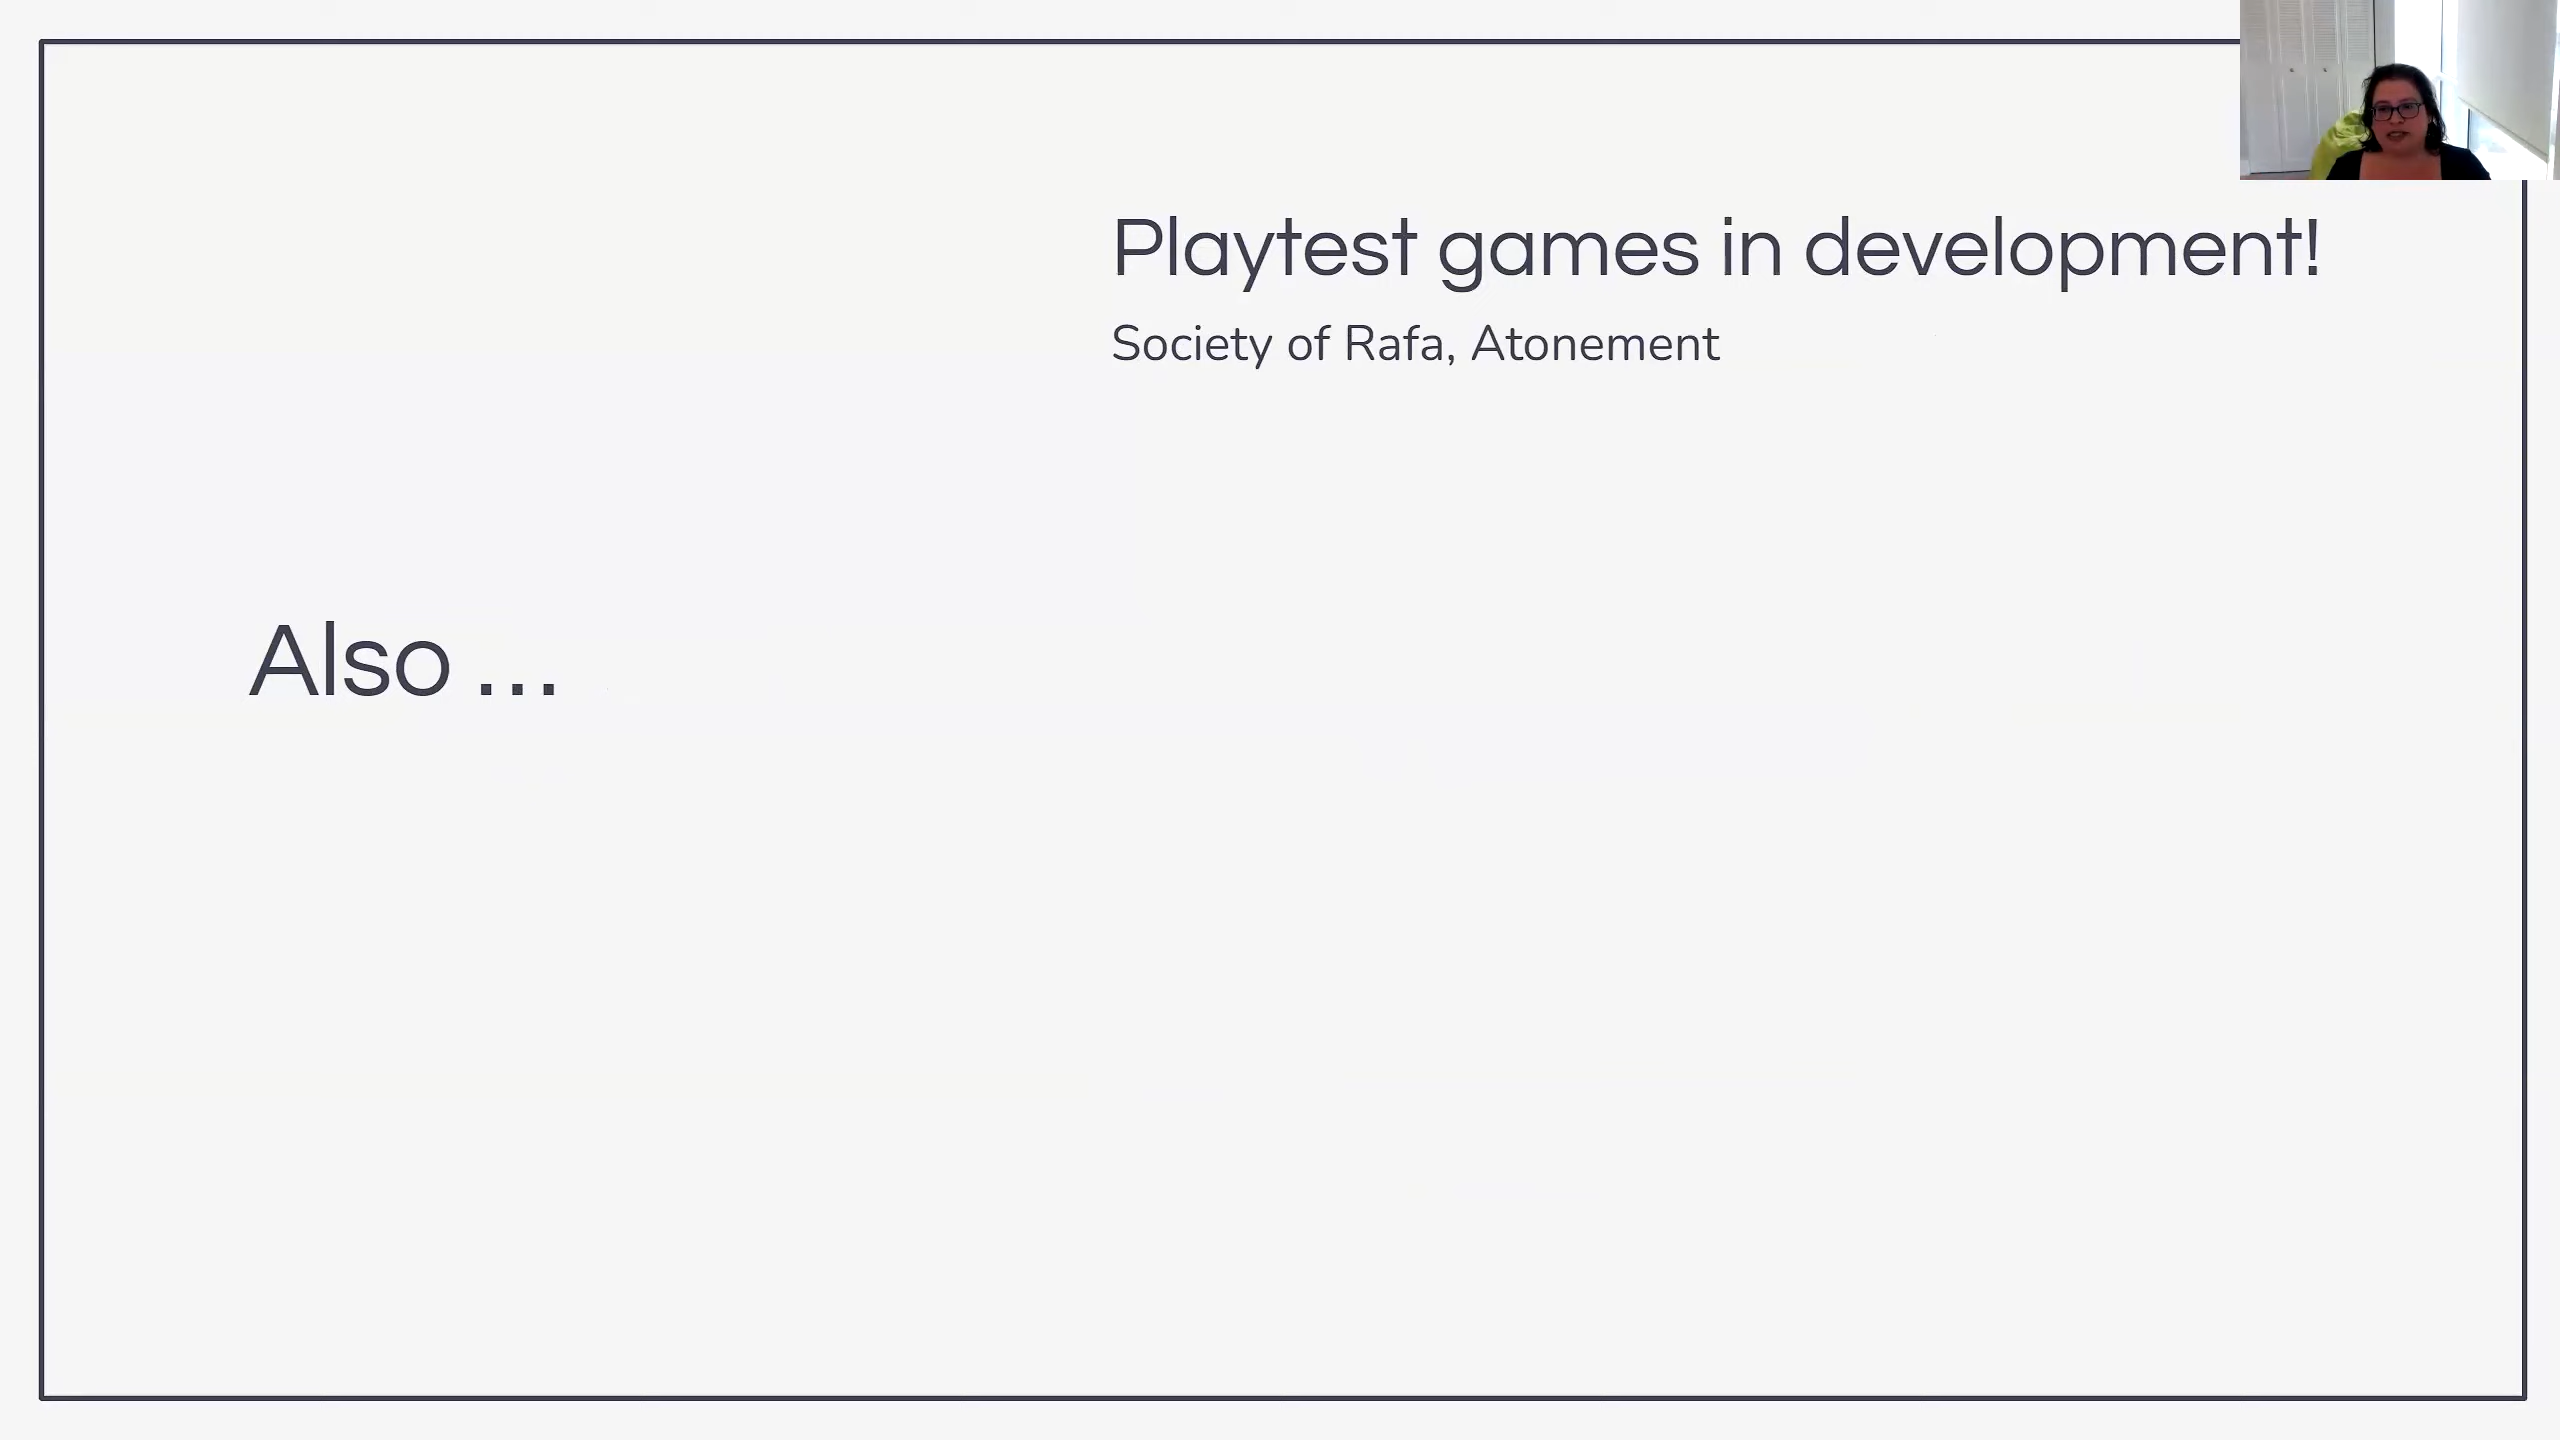 Playtest games in development!
Society of Rafa, Atonement
Also ...